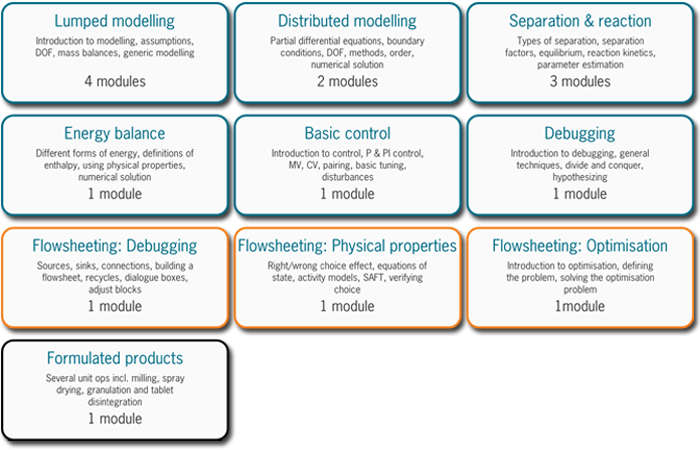 Lumped modelling
Introduction to modelling, assumptions,
DOF, mass balances, generic modelling
4 modules
Distributed modelling
Partial differential equations, boundary
conditions, DOF, methods, order,
numerical solution
2 modules
Separation & reaction
Types of separation, separation
factors, equilibrium, reaction kinetics,
parameter estimation
3 modules
Energy balance
Different forms of energy, definitions of
enthalpy, using physical properties,
numerical solution
1 module
Basic control
Introduction to control, P & PI control,
MV, CV, pairing, basic tuning,
disturbances
1 module
Debugging
Introduction to debugging, general
techniques, divide and conquer,
hypothesizing
1 module
Flowsheeting: Debugging
Sources, sinks, connections, building a
flowsheet, recycles, dialogue boxes,
adjust blocks
1 module
Flowsheeting: Physical properties
Right/wrong choice effect, equations of
state, activity models, SAFT, verifying
choice
1 module
Flowsheeting: Optimisation
Introduction to optimisation, defining
the problem, solving the optimisation
problem
1module
Formulated products
Several unit ops incl. milling, spray
drying, granulation and tablet
disintegration
1 module